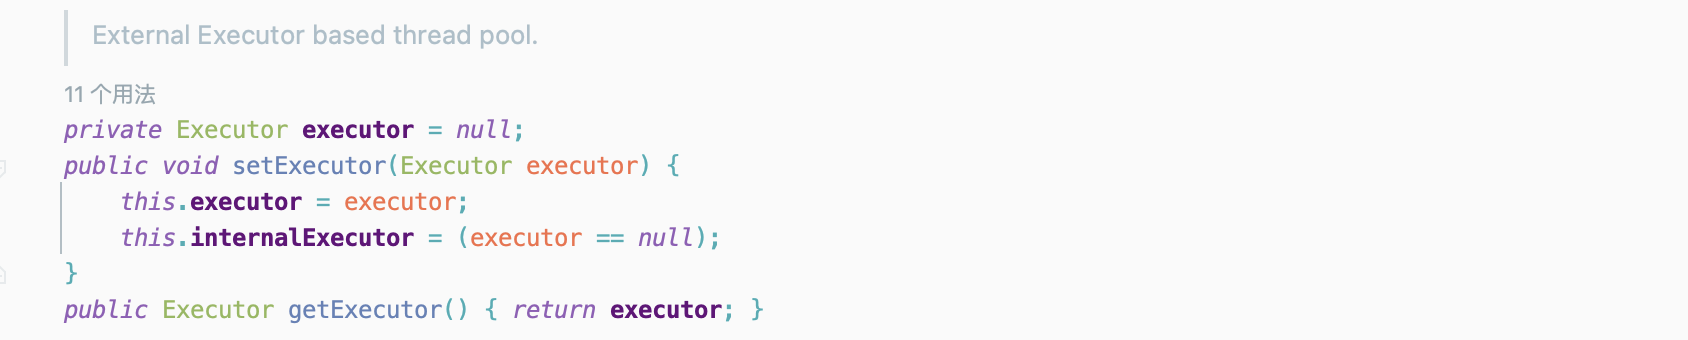 External Executor based thread pool.
11 个用法
private Executor executor = null;
public void setExecutor(Executor executor) {
    this.executor = executor;
    this.internalExecutor = (executor == null);
}
public Executor getExecutor() { return executor; }